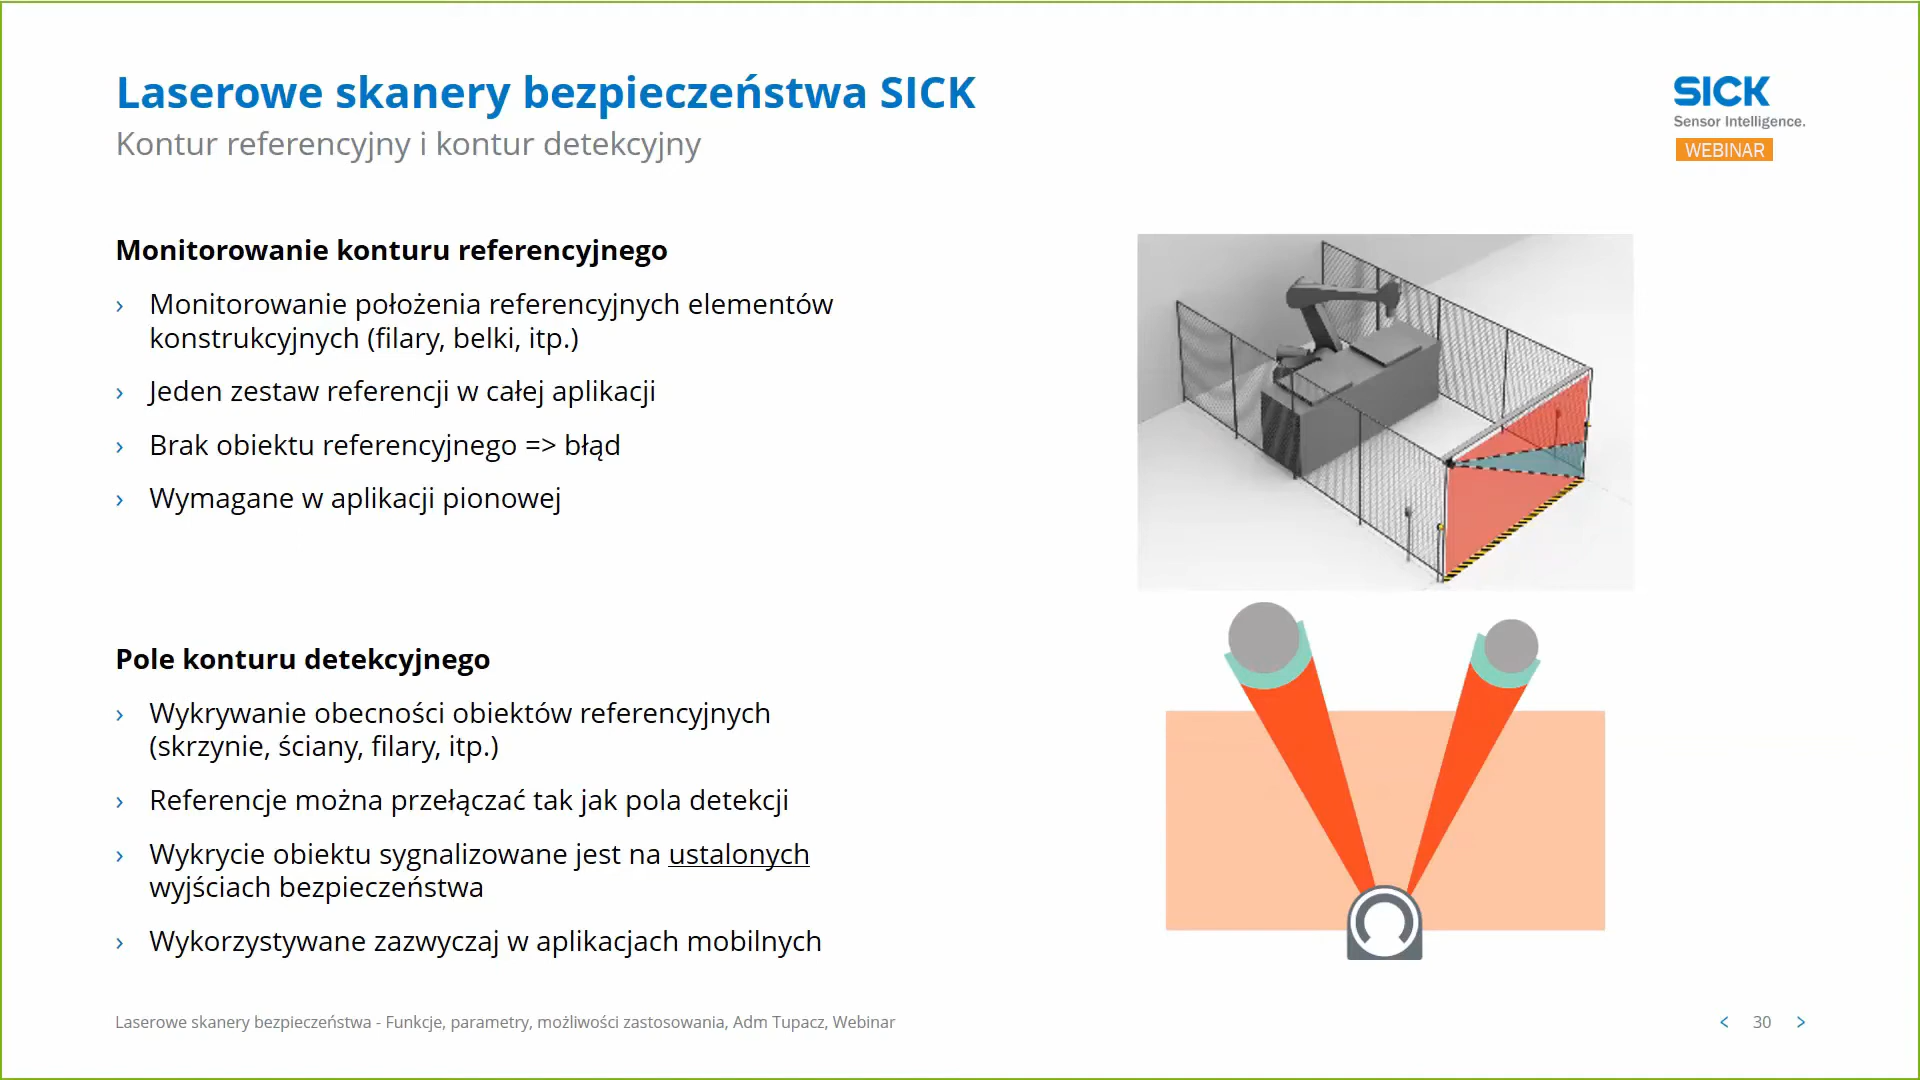 Laserowe skanery bezpieczeństwa SICK
Kontur referencyjny i kontur detekcyjny
SICK
Sensor Intelligence.
WEBINAR
Monitorowanie konturu referencyjnego
› Monitorowanie położenia referencyjnych elementów
konstrukcyjnych (filary, belki, itp.)
› Jeden zestaw referencji w całej aplikacji
› Brak obiektu referencyjnego => błąd
› Wymagane w aplikacji pionowej
Pole konturu detekcyjnego
› Wykrywanie obecności obiektów referencyjnych
(skrzynie, ściany, filary, itp.)
› Referencje można przełączać tak jak pola detekcji
› Wykrycie obiektu sygnalizowane jest na ustalonych
wyjściach bezpieczeństwa
› Wykorzystywane zazwyczaj w aplikacjach mobilnych
Laserowe skanery bezpieczeństwa - Funkcje, parametry, możliwości zastosowania, Adm Tupacz, Webinar
< 30 >